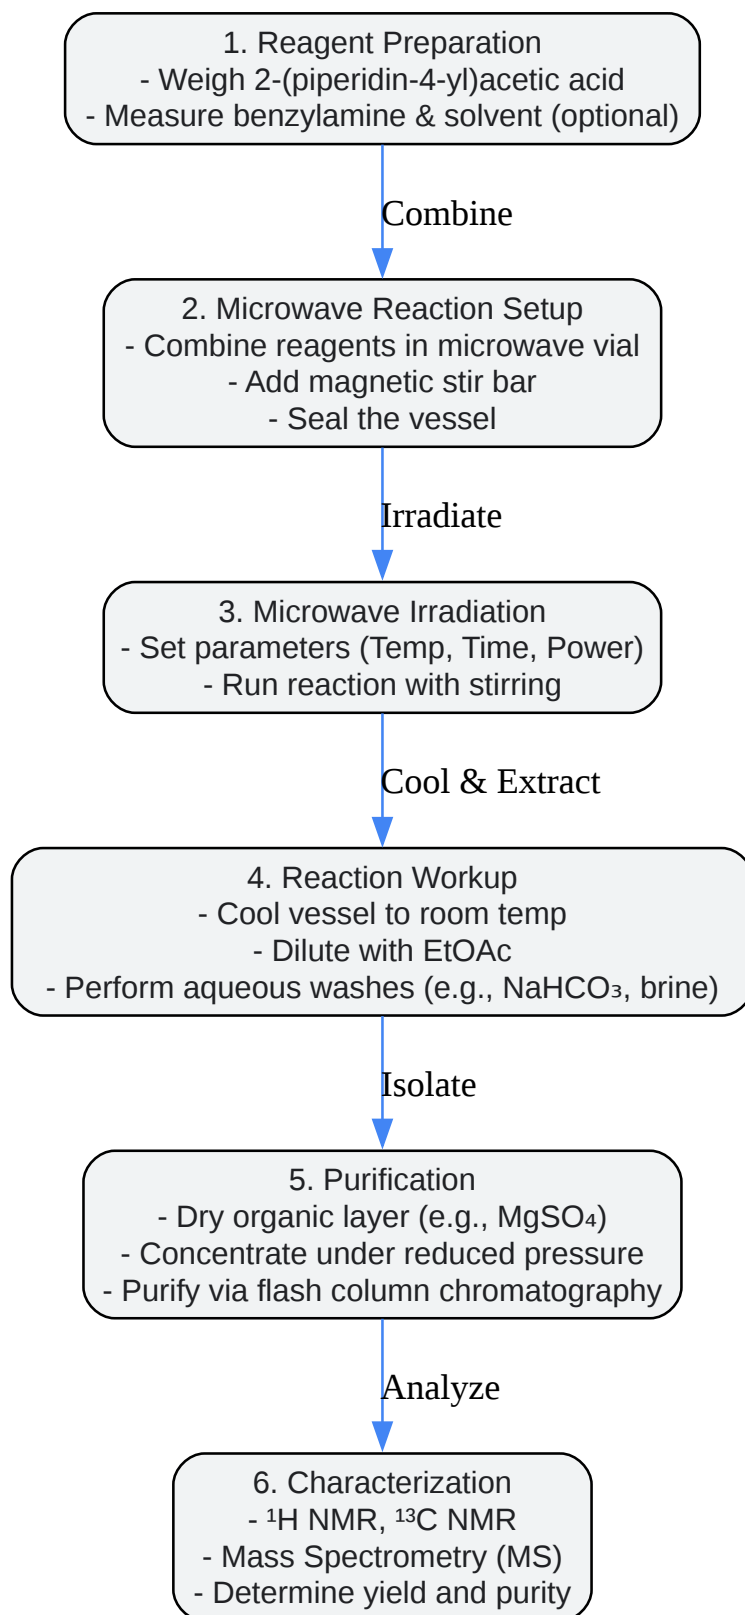 1. Reagent Preparation
- Weigh 2-(piperidin-4-yl)acetic acid
- Measure benzylamine & solvent (optional)
Combine
2. Microwave Reaction Setup
- Combine reagents in microwave vial
- Add magnetic stir bar
- Seal the vessel
Irradiate
3. Microwave Irradiation
- Set parameters (Temp, Time, Power)
- Run reaction with stirring
Cool & Extract
4. Reaction Workup
- Cool vessel to room temp
- Dilute with EtOAc
- Perform aqueous washes (e.g., NaHCO₃, brine)
Isolate
5. Purification
- Dry organic layer (e.g., MgSO₄)
- Concentrate under reduced pressure
- Purify via flash column chromatography
Analyze
6. Characterization
- ¹H NMR, ¹³C NMR
- Mass Spectrometry (MS)
- Determine yield and purity